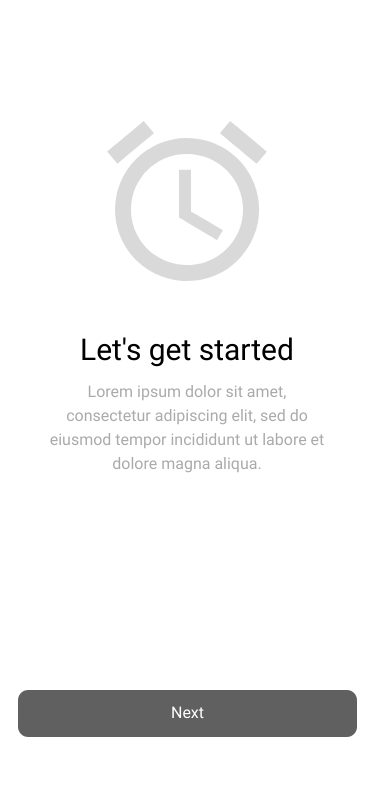 Let's get started
Lorem ipsum dolor sit amet,
consectetur adipiscing elit, sed do
eiusmod tempor incididunt ut labore et
dolore magna aliqua.
Next